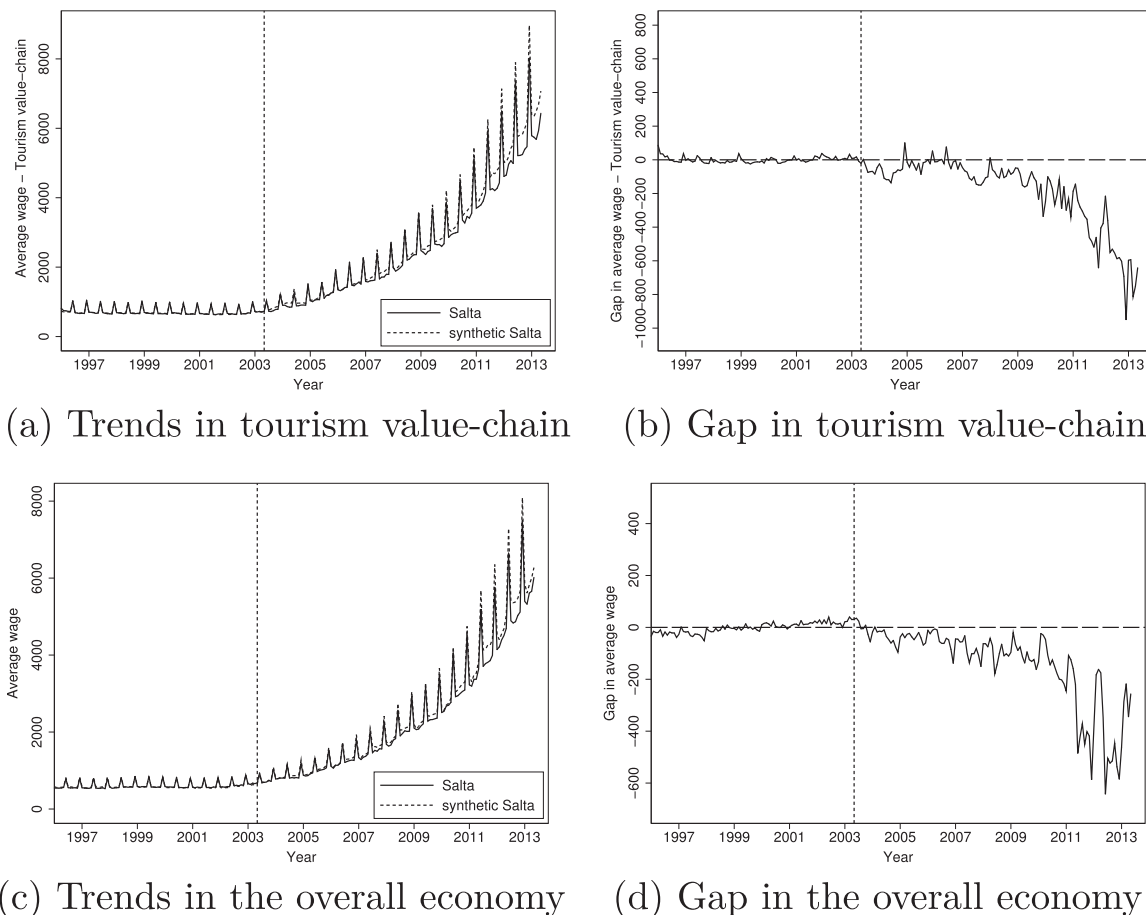 8000
6000
4000
2000
0
Average wage − Tourism value−chain
Salta
synthetic Salta
1997 1999 2001 2003 2005 2007 2009 2011 2013
Year
800
600
400
200
0
−200
−400
−600
−800
−1000
Gap in average wage − Tourism value−chain
1997 1999 2001 2003 2005 2007 2009 2011 2013
Year
(a) Trends in tourism value-chain
(b) Gap in tourism value-chain
8000
6000
4000
2000
0
Average wage
Salta
synthetic Salta
1997 1999 2001 2003 2005 2007 2009 2011 2013
Year
400
200
0
−200
−400
−600
Gap in average wage
1997 1999 2001 2003 2005 2007 2009 2011 2013
Year
(c) Trends in the overall economy
(d) Gap in the overall economy